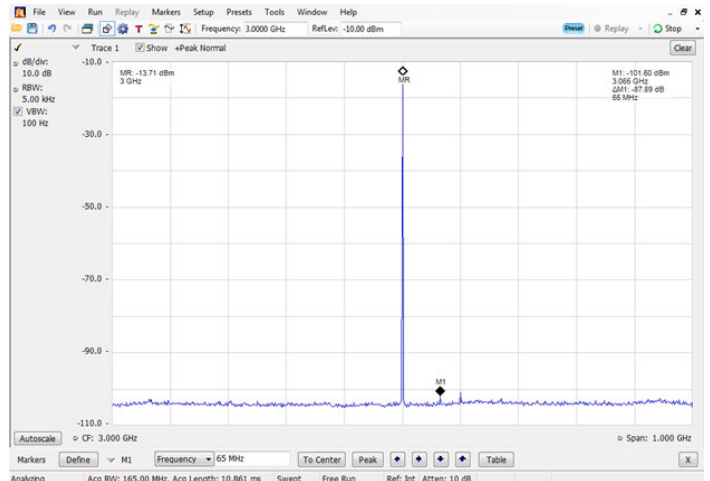 File View Run Replay Markers Setup Presets Tools Window Help
Frequency: 3.0000 GHz RefLev: -10.00 dBm Preset Replay Stop
Trace 1 Show +Peak Normal Clear
dB/div:
10.0 dB
RBW:
5.00 kHz
VBW:
100 Hz
-10.0
MR: -13.71 dBm
3 GHz
MR
M1: -101.60 dBm
3.065 GHz
ΔM1: -87.89 dB
65 MHz
-30.0
-50.0
-70.0
-90.0
M1
-110.0
Autoscale CF: 3.000 GHz Span: 1.000 GHz
Markers Define M1 Frequency 65 MHz To Center Peak Table X
Analyzing Acq BW: 165.00 MHz, Acq Length: 10.861 ms Swept Free Run Ref: Int Atten: 10 dB